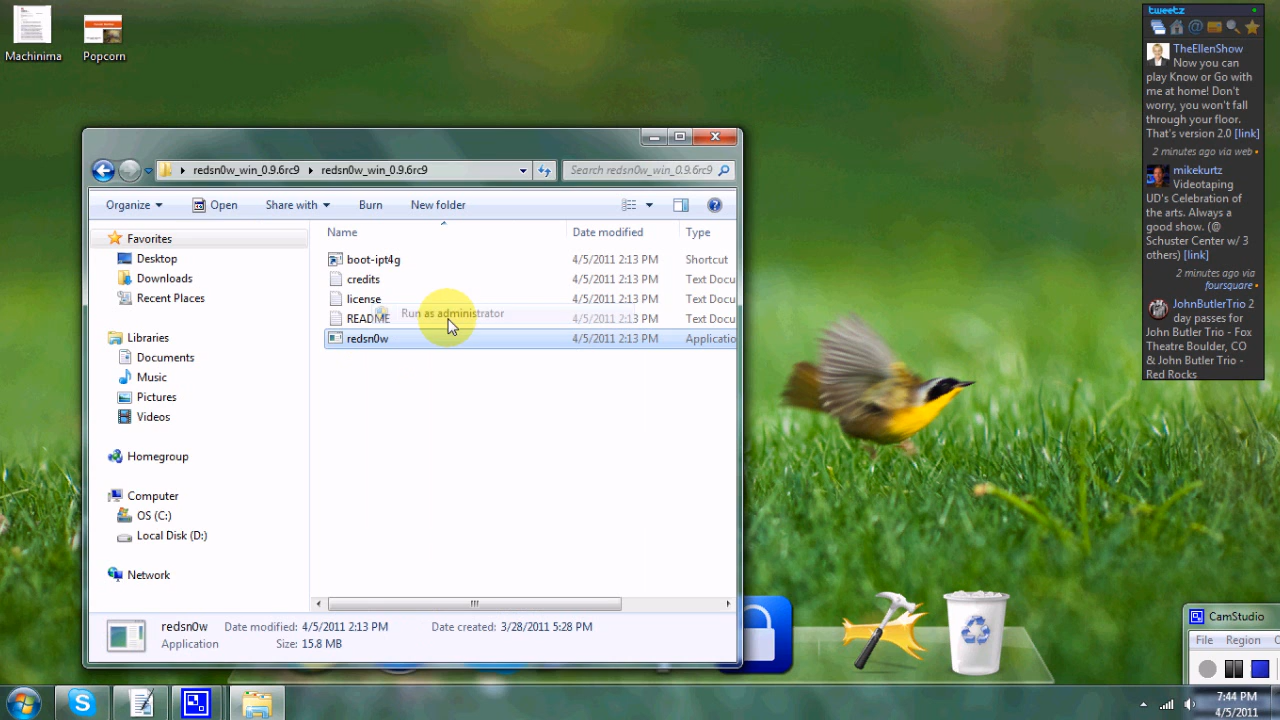 Machinima
Popcorn
redsn0w_win_0.9.6rc9
redsn0w_win_0.9.6rc9
Search redsn0w_win_0.9.6rc9
Organize
Open
Share with
Burn
New folder
Name
Date modified
Type
Favorites
Desktop
Downloads
Recent Places
Libraries
Documents
Music
Pictures
Videos
Homegroup
Computer
OS (C:)
Local Disk (D:)
Network
boot-ipt4g
4/5/2011 2:13 PM
Shortcut
credits
4/5/2011 2:13 PM
Text Docu
license
4/5/2011 2:13 PM
Text Docu
README
4/5/2011 2:13 PM
Text Docu
Run as administrator
redsn0w
4/5/2011 2:13 PM
Applicatio
redsn0w
Date modified: 4/5/2011 2:13 PM
Date created: 3/28/2011 5:28 PM
Application
Size: 15.8 MB
tweetz
TheEllenShow
Now you can
play Know or Go with
me at home! Don't
worry, you won't fall
through your floor.
That's version 2.0 [link]
2 minutes ago via web
mikekurtz
Videotaping
UD's Celebration of
the arts. Always a
good show. (@
Schuster Center w/ 3
others) [link]
2 minutes ago via
foursquare
JohnButlerTrio 2
day passes for
John Butler Trio - Fox
Theatre Boulder, CO
& John Butler Trio -
Red Rocks
CamStudio
File Region O
7:44 PM
4/5/2011